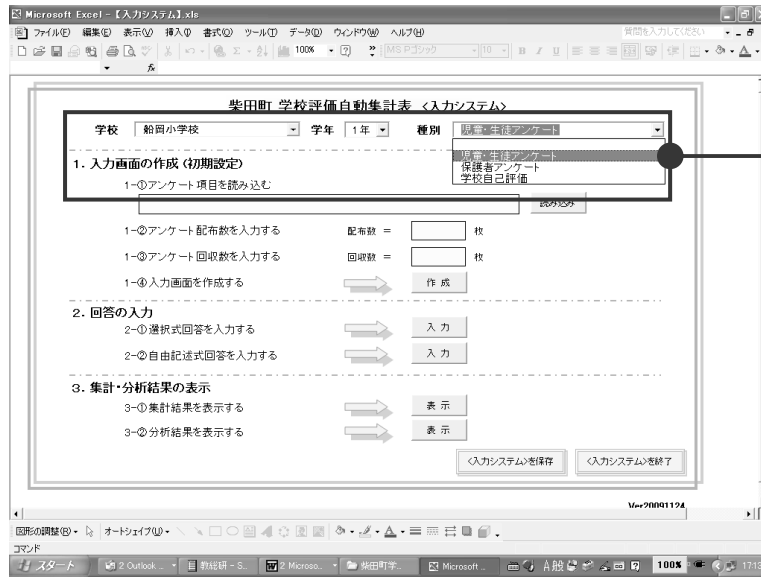 Microsoft Excel - 【入力システム】.xls
ファイル(F) 編集(E) 表示(V) 挿入(I) 書式(O) ツール(T) データ(D) ウィンドウ(W) ヘルプ(H) 質問を入力してください
100% MS Pゴシック 10 B I U
fx
柴田町 学校評価自動集計表 <入力システム>
学校 船岡小学校 学年 1年 種別 児童・生徒アンケート
児童・生徒アンケート
保護者アンケート
学校自己評価
1. 入力画面の作成 (初期設定)
1-①アンケート項目を読み込む
読み込み
1-②アンケート配布数を入力する 配布数 = 枚
1-③アンケート回収数を入力する 回収数 = 枚
1-④入力画面を作成する 作成
2. 回答の入力
2-①選択式回答を入力する 入力
2-②自由記述式回答を入力する 入力
3. 集計・分析結果の表示
3-①集計結果を表示する 表示
3-②分析結果を表示する 表示
<入力システム>を保存 <入力システム>を終了
Ver20091124
図形の調整(R) オートシェイプ(U)
コマンド
スタート 2 Outlook ... 教総研 - S... 2 Microso... 柴田町学... Microsoft ... A般 100% 17:13